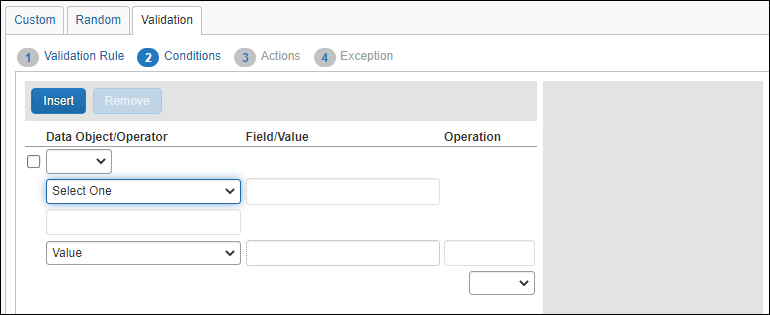 Custom Random Validation
1 Validation Rule 2 Conditions 3 Actions 4 Exception
Insert Remove
Data Object/Operator Field/Value Operation
Select One
Value